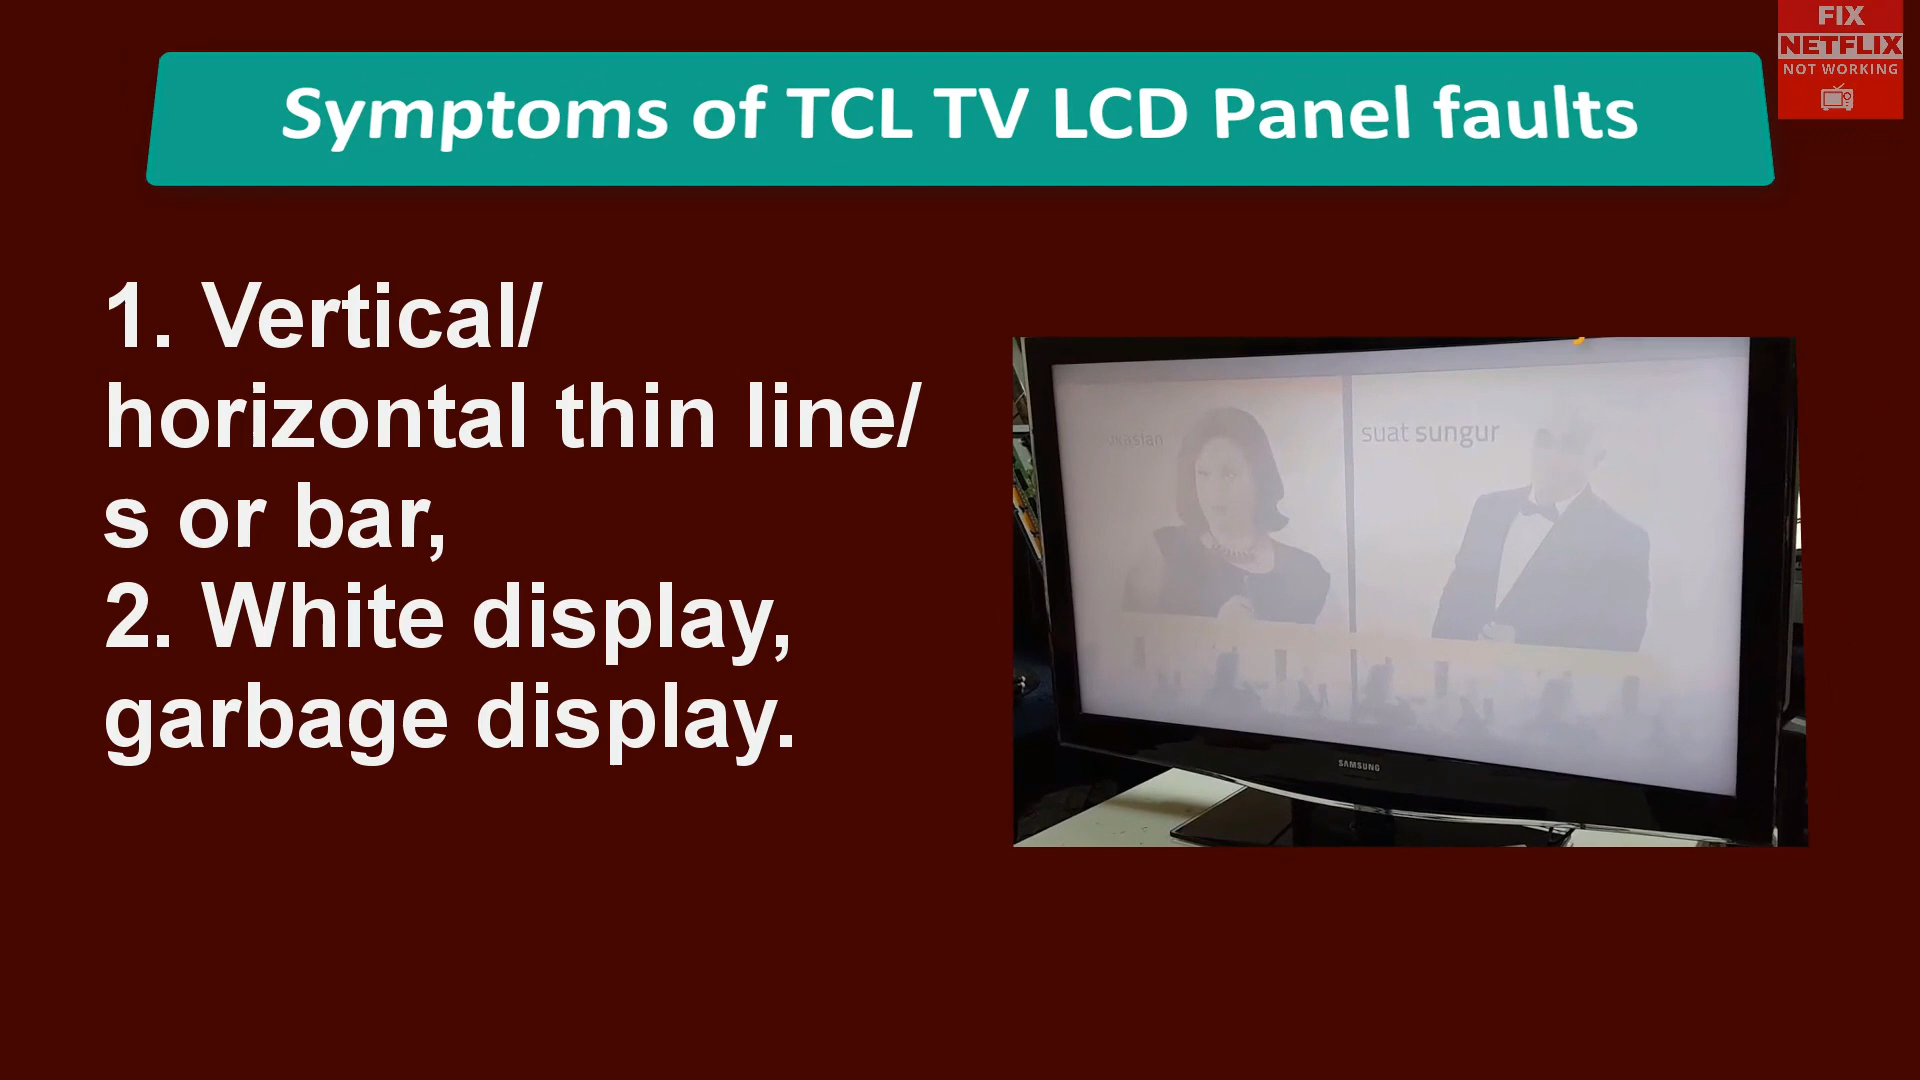 FIX
NETFLIX
NOT WORKING
Symptoms of TCL TV LCD Panel faults
1. Vertical/
horizontal thin line/
s or bar,
2. White display,
garbage display.
suat sungur
SAMSUNG